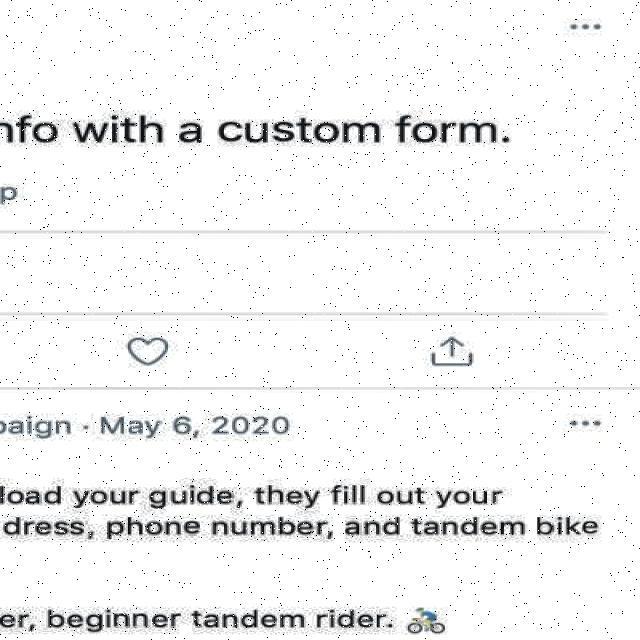 nfo with a custom form.
p
paign · May 6, 2020
load your guide, they fill out your
dress, phone number, and tandem bike
er, beginner tandem rider. 🚴